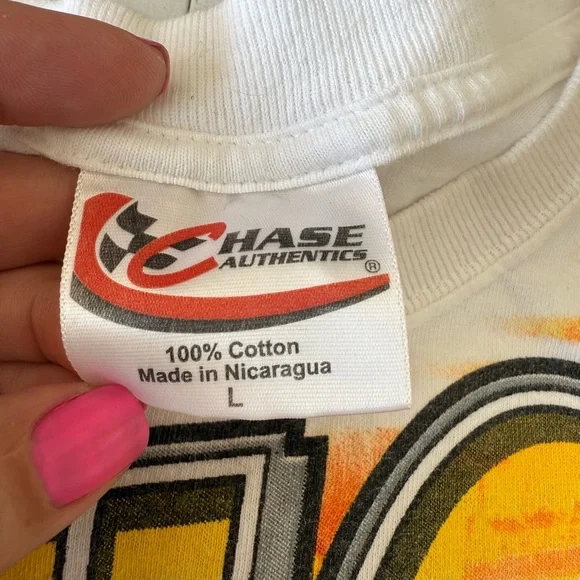 CHASE
AUTHENTICS®
100% Cotton
Made in Nicaragua
L